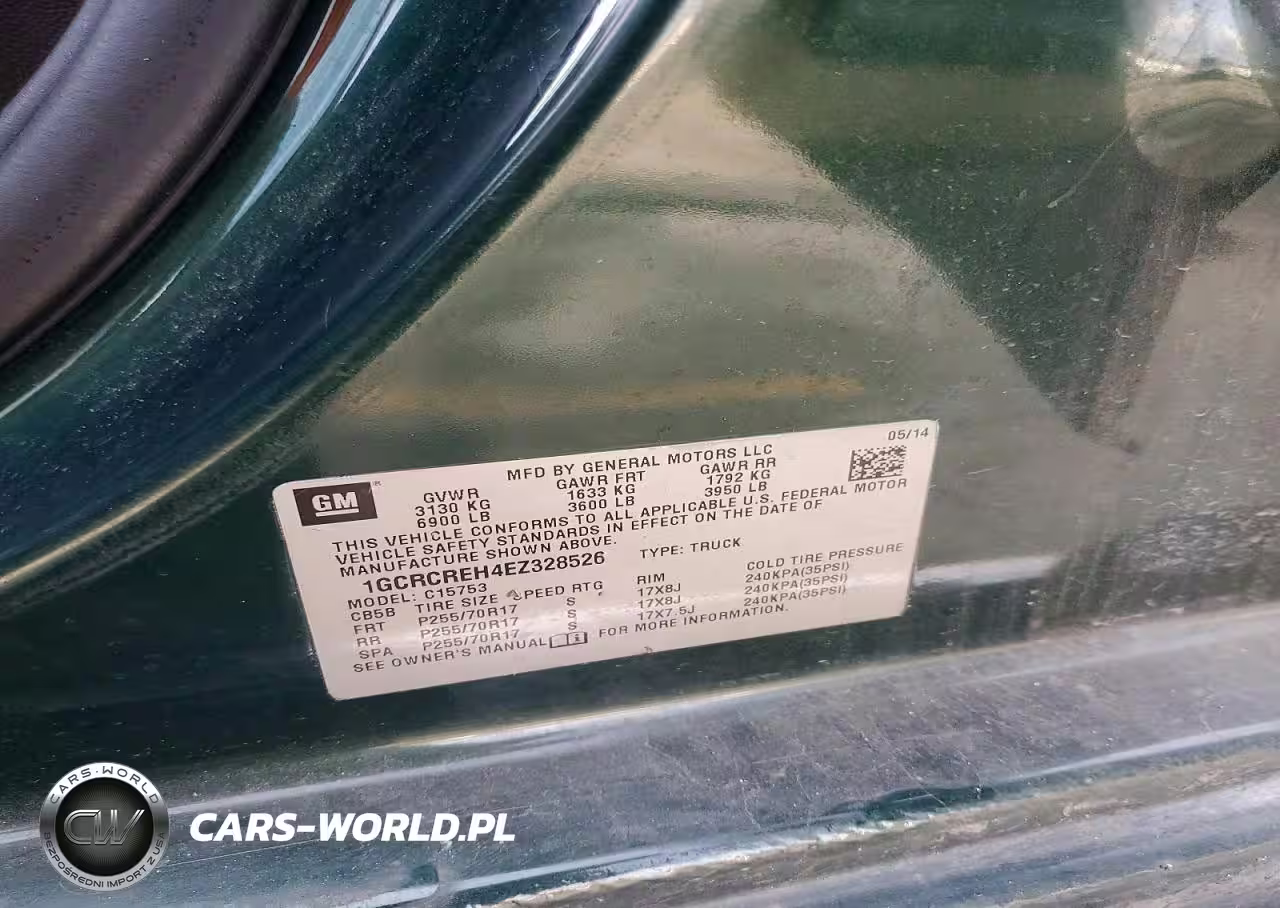 MFD BY GENERAL MOTORS LLC 05/14
GM®
GVWR GAWR FRT GAWR RR
3130 KG 1633 KG 1792 KG
6900 LB 3600 LB 3950 LB
THIS VEHICLE CONFORMS TO ALL APPLICABLE U.S. FEDERAL MOTOR
VEHICLE SAFETY STANDARDS IN EFFECT ON THE DATE OF
MANUFACTURE SHOWN ABOVE.
1GCRCREH4EZ328526 TYPE: TRUCK
MODEL: C15753 COLD TIRE PRESSURE
CB5B TIRE SIZE SPEED RTG RIM 240KPA(35PSI)
FRT P255/70R17 S 17X8J 240KPA(35PSI)
RR P255/70R17 S 17X8J 240KPA(35PSI)
SPA P255/70R17 S 17X7.5J
SEE OWNER'S MANUAL FOR MORE INFORMATION.
CARS-WORLD
CW
BEZPOŚREDNI IMPORT Z USA
CARS-WORLD.PL